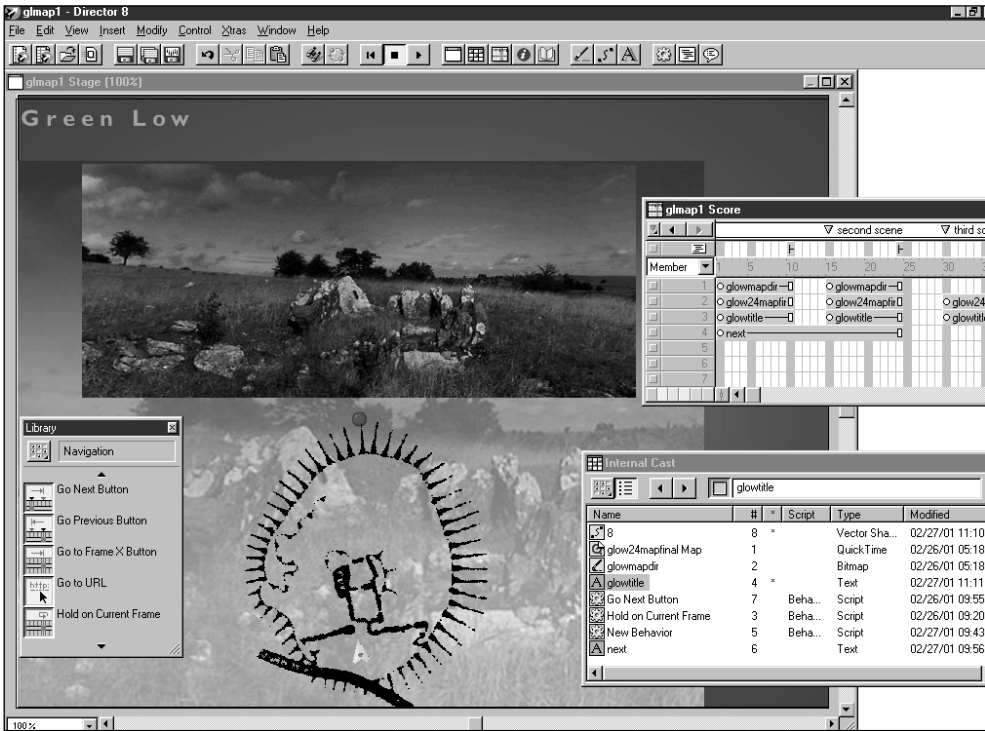 glmap1 - Director 8
File Edit View Insert Modify Control Xtras Window Help
glmap1 Stage (100%)
Green Low
glmap1 Score
second scene third sc
Member 1 5 10 15 20 25 30
1 glowmapdir glowmapdir
2 glow24mapfir glow24mapfir glow24
3 glowtitle glowtitle glowtitle
4 next
5
6
7
Library
Navigation
Go Next Button
Go Previous Button
Go to Frame X Button
http:
Go to URL
Hold on Current Frame
Internal Cast
glowtitle
Name # * Script Type Modified
8 8 * Vector Sha... 02/27/01 11:10
glow24mapfinal Map 1 QuickTime 02/26/01 05:18
glowmapdir 2 Bitmap 02/26/01 05:18
glowtitle 4 * Text 02/27/01 11:11
Go Next Button 7 Beha... Script 02/26/01 09:55
Hold on Current Frame 3 Beha... Script 02/26/01 09:20
New Behavior 5 Beha... Script 02/27/01 09:43
next 6 Text 02/27/01 09:56
100%